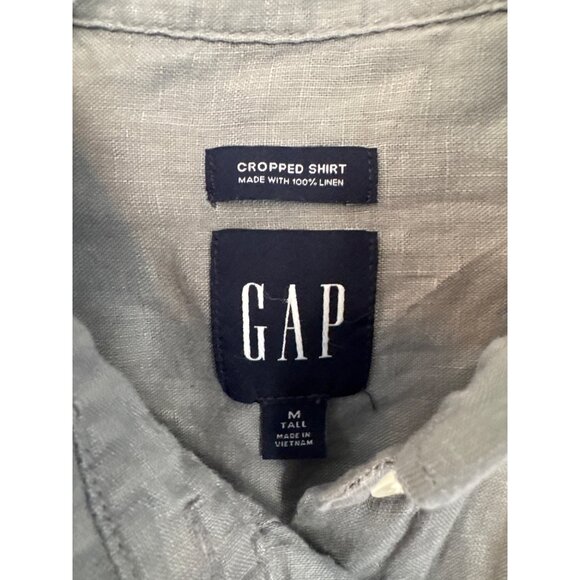 CROPPED SHIRT
MADE WITH 100% LINEN
GAP
M
TALL
MADE IN
VIETNAM